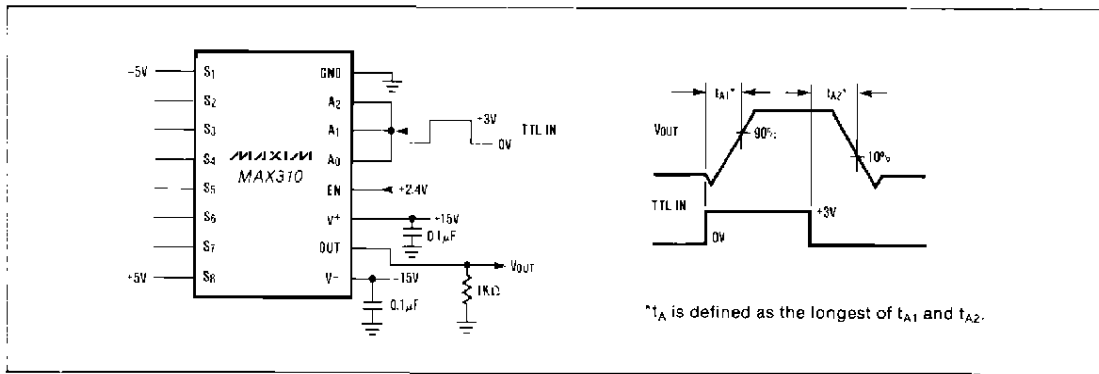 -5V
S1
S2
S3
S4
S5
S6
S7
+5V
S8
MAXIM
MAX310
GND
A2
A1
A0
EN
V+
OUT
V-
+3V
TTL IN
0V
+2.4V
+15V
0.1μF
VOUT
-15V
1KΩ
0.1μF
tA1*
tA2*
VOUT
90%
10%
TTL IN
+3V
0V
*tA is defined as the longest of tA1 and tA2.